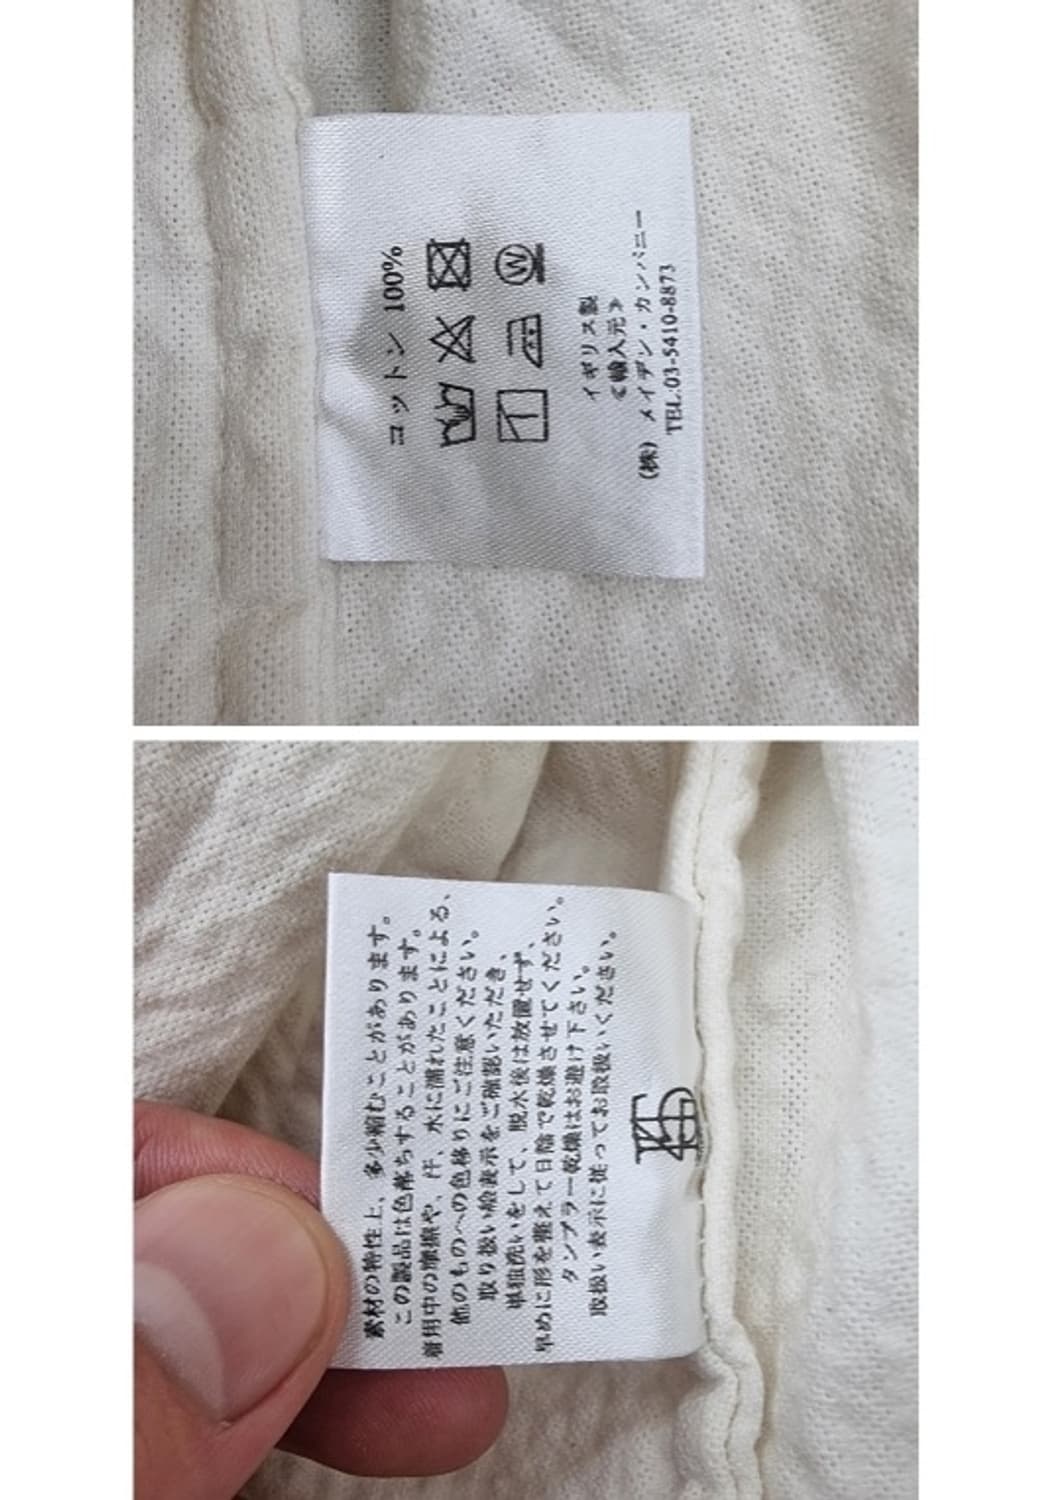 コットン 100%
W
イギリス製
《輸入元》
(株) メイデン・カンパニー
TEL:03-5410-8873
素材の特性上、多少縮むことがあります。
この製品は色落ちすることがあります。
着用中の摩擦や、汗、水に濡れたことによる、
他のものへの色移りにご注意ください。
取り扱い絵表示をご確認いただき、
単独洗いをして、脱水後は放置せず、
早めに形を整えて日陰で乾燥させてください。
タンブラー乾燥はお避け下さい。
取扱い表示に従ってお取扱いください。